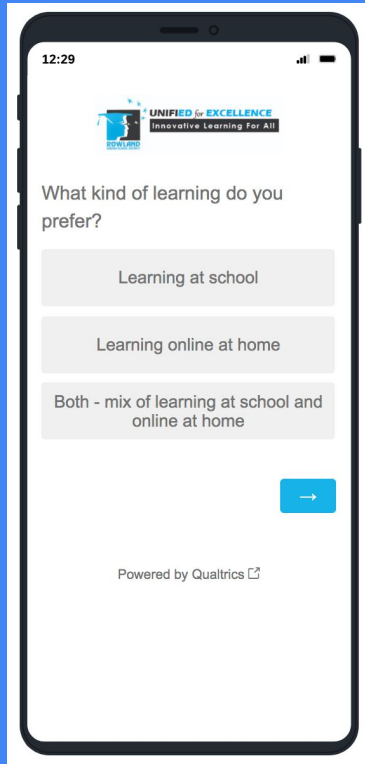 12:29
UNIFIED for EXCELLENCE
Innovative Learning For All
ROWLAND
What kind of learning do you
prefer?
Learning at school
Learning online at home
Both - mix of learning at school and
online at home
→
Powered by Qualtrics